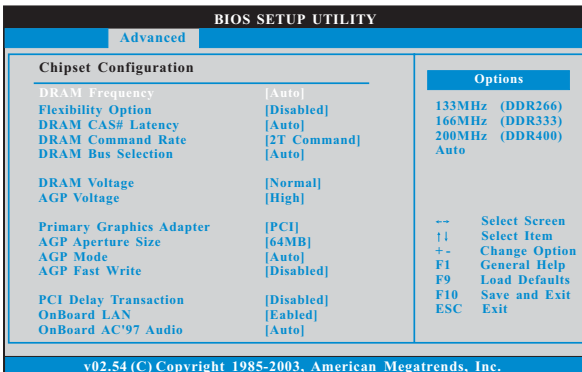 BIOS SETUP UTILITY
Advanced
Chipset Configuration
DRAM Frequency [Auto]
Flexibility Option [Disabled]
DRAM CAS# Latency [Auto]
DRAM Command Rate [2T Command]
DRAM Bus Selection [Auto]
DRAM Voltage [Normal]
AGP Voltage [High]
Primary Graphics Adapter [PCI]
AGP Aperture Size [64MB]
AGP Mode [Auto]
AGP Fast Write [Disabled]
PCI Delay Transaction [Disabled]
OnBoard LAN [Eabled]
OnBoard AC'97 Audio [Auto]
Options
133MHz (DDR266)
166MHz (DDR333)
200MHz (DDR400)
Auto
←→ Select Screen
↑↓ Select Item
+ - Change Option
F1 General Help
F9 Load Defaults
F10 Save and Exit
ESC Exit
v02.54 (C) Copyright 1985-2003, American Megatrends, Inc.